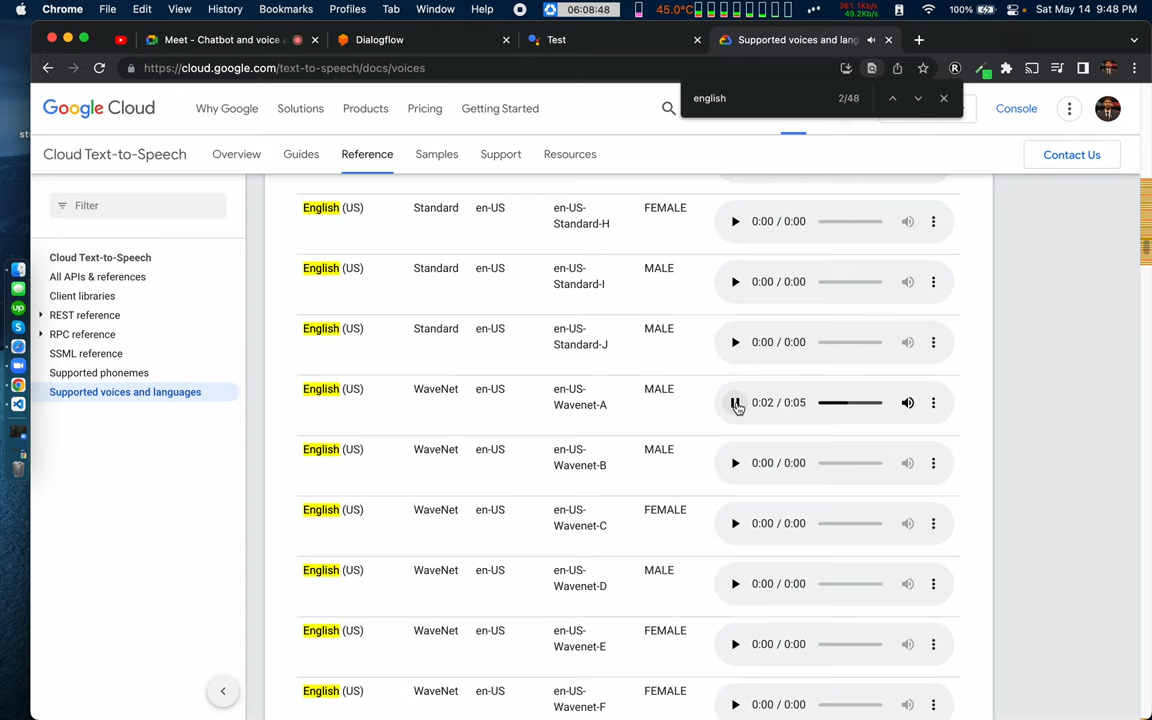 Chrome File Edit View History Bookmarks Profiles Tab Window Help 06:08:48 45.0°C 361.1Kb/s 49.2Kb/s 100% Sat May 14 9:48 PM
Meet - Chatbot and voice Dialogflow Test Supported voices and lang
https://cloud.google.com/text-to-speech/docs/voices
english 2/48
Google Cloud Why Google Solutions Products Pricing Getting Started Console
Cloud Text-to-Speech Overview Guides Reference Samples Support Resources Contact Us
Filter
Cloud Text-to-Speech
All APIs & references
Client libraries
REST reference
RPC reference
SSML reference
Supported phonemes
Supported voices and languages
English (US) Standard en-US en-US- FEMALE 0:00 / 0:00
Standard-H
English (US) Standard en-US en-US- MALE 0:00 / 0:00
Standard-I
English (US) Standard en-US en-US- MALE 0:00 / 0:00
Standard-J
English (US) WaveNet en-US en-US- MALE 0:02 / 0:05
Wavenet-A
English (US) WaveNet en-US en-US- MALE 0:00 / 0:00
Wavenet-B
English (US) WaveNet en-US en-US- FEMALE 0:00 / 0:00
Wavenet-C
English (US) WaveNet en-US en-US- MALE 0:00 / 0:00
Wavenet-D
English (US) WaveNet en-US en-US- FEMALE 0:00 / 0:00
Wavenet-E
English (US) WaveNet en-US en-US- FEMALE 0:00 / 0:00
Wavenet-F